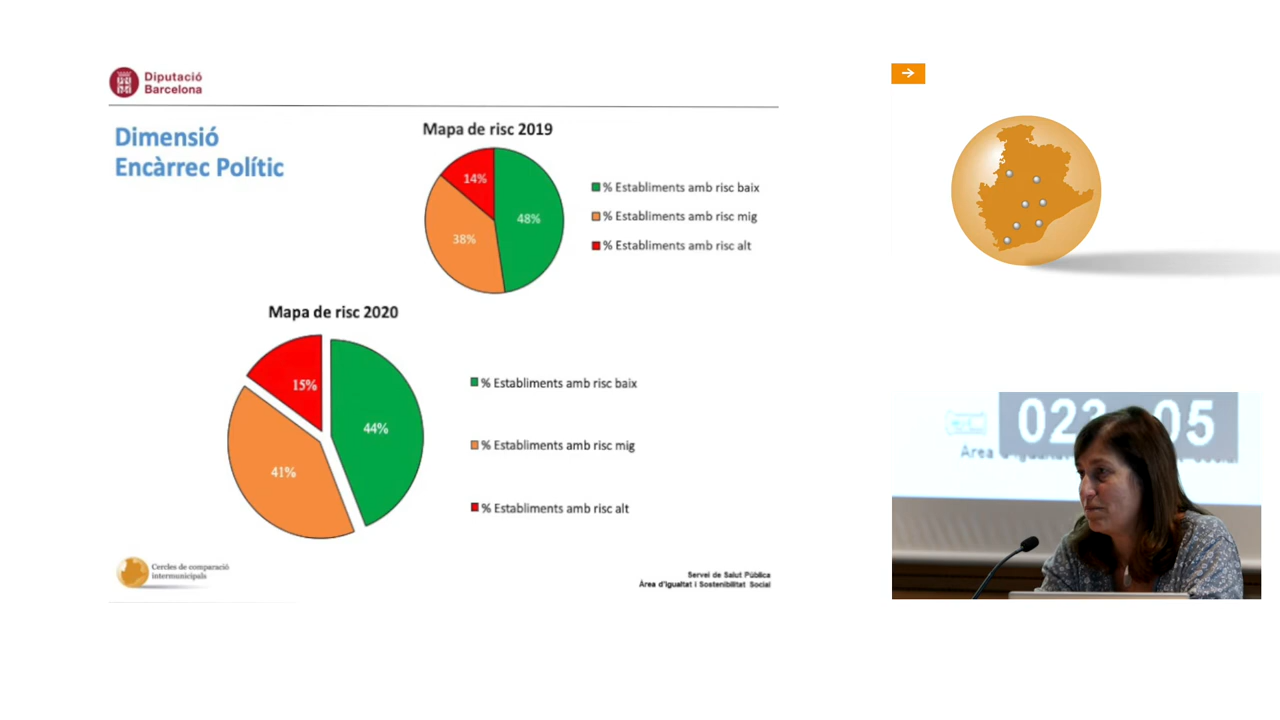 Diputació
Barcelona
Dimensió
Encàrrec Polític
Mapa de risc 2019
14%
48%
38%
% Establiments amb risc baix
% Establiments amb risc mig
% Establiments amb risc alt
Mapa de risc 2020
15%
44%
41%
% Establiments amb risc baix
% Establiments amb risc mig
% Establiments amb risc alt
Cercles de comparació
intermunicipals
Servei de Salut Pública
Àrea d'Igualtat i Sostenibilitat Social
05
Àrea